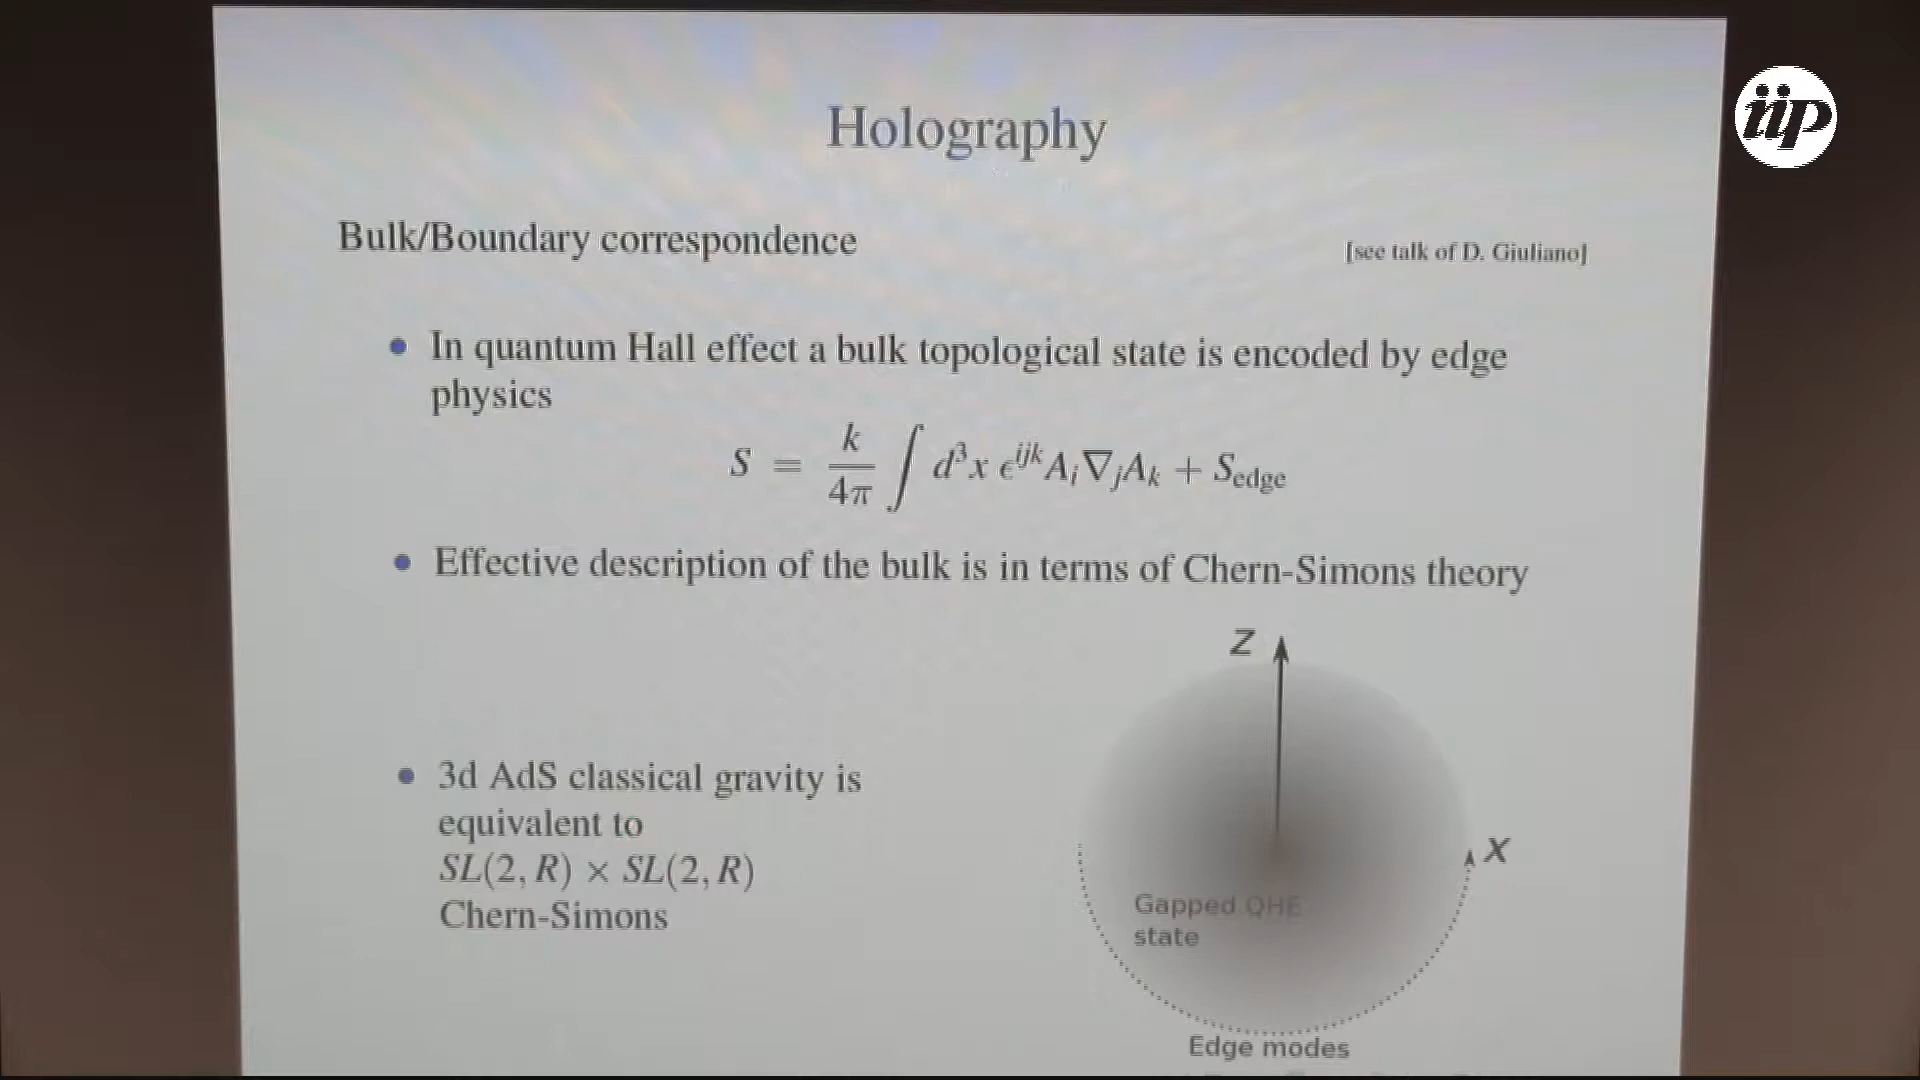 iip
Holography
Bulk/Boundary correspondence
[see talk of D. Giuliano]
In quantum Hall effect a bulk topological state is encoded by edge
physics
S = k/4π ∫ d³x ϵ^{ijk} A_i ∇_j A_k + S_edge
Effective description of the bulk is in terms of Chern-Simons theory
3d AdS classical gravity is
equivalent to
SL(2, R) × SL(2, R)
Chern-Simons
Z
X
Gapped QHE
state
Edge modes